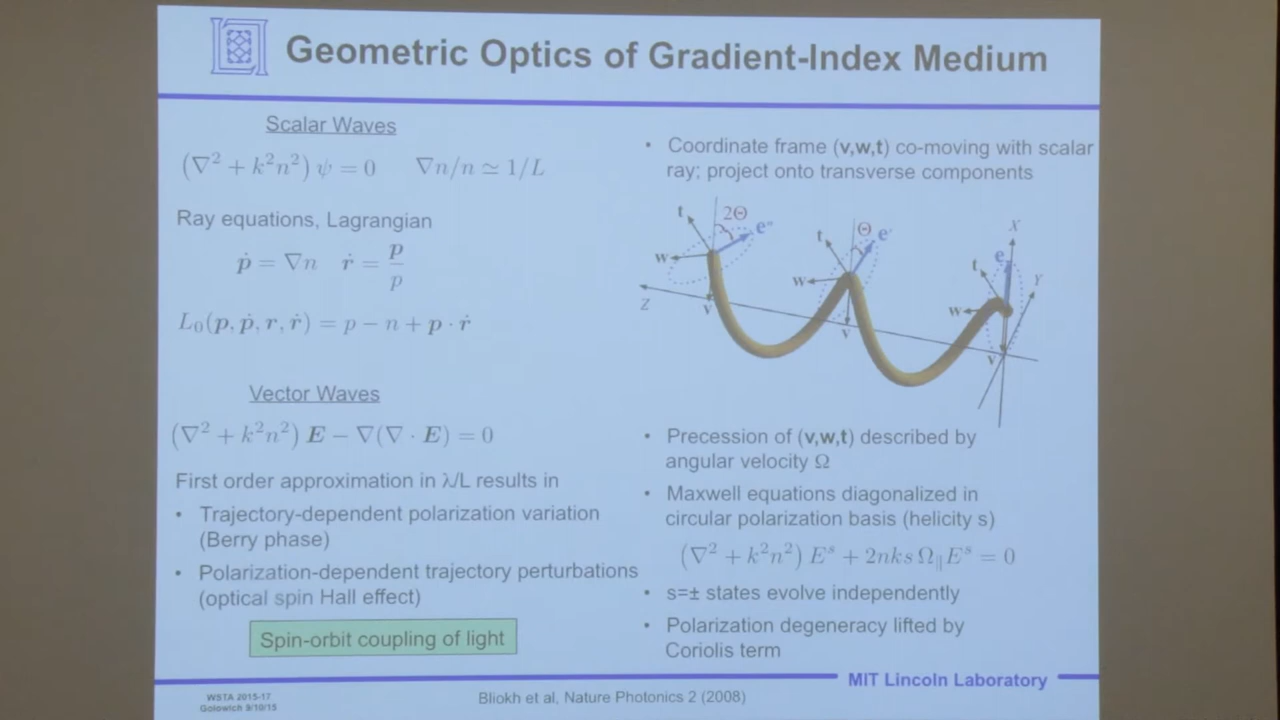 Geometric Optics of Gradient-Index Medium
Scalar Waves
(∇² + k²n²) ψ = 0   ∇n/n ≃ 1/L
Ray equations, Lagrangian
ṗ = ∇n   ṙ = p/p
L₀(p, ṗ, r, ṙ) = p − n + p · ṙ
Vector Waves
(∇² + k²n²) E − ∇(∇ · E) = 0
First order approximation in λ/L results in
• Trajectory-dependent polarization variation
(Berry phase)
• Polarization-dependent trajectory perturbations
(optical spin Hall effect)
Spin-orbit coupling of light
• Coordinate frame (v,w,t) co-moving with scalar
ray; project onto transverse components
t 2Θ
w
v
Z
t Θ
w
v
X
t e Y
w
v
• Precession of (v,w,t) described by
angular velocity Ω
• Maxwell equations diagonalized in
circular polarization basis (helicity s)
(∇² + k²n²) Eˢ + 2nks Ω∥Eˢ = 0
• s=± states evolve independently
• Polarization degeneracy lifted by
Coriolis term
MIT Lincoln Laboratory
WSTA 2015-17
Golowich 9/10/15
Bliokh et al, Nature Photonics 2 (2008)